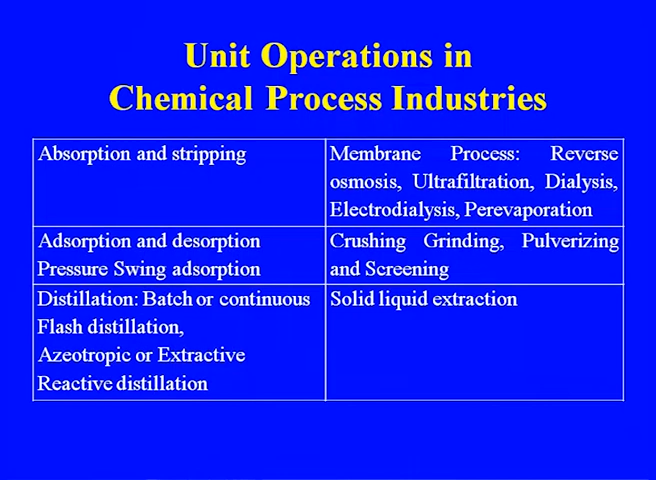 Unit Operations in
Chemical Process Industries
Absorption and stripping
Membrane Process: Reverse
osmosis, Ultrafiltration, Dialysis,
Electrodialysis, Perevaporation
Adsorption and desorption
Pressure Swing adsorption
Crushing Grinding, Pulverizing
and Screening
Distillation: Batch or continuous
Flash distillation,
Azeotropic or Extractive
Reactive distillation
Solid liquid extraction